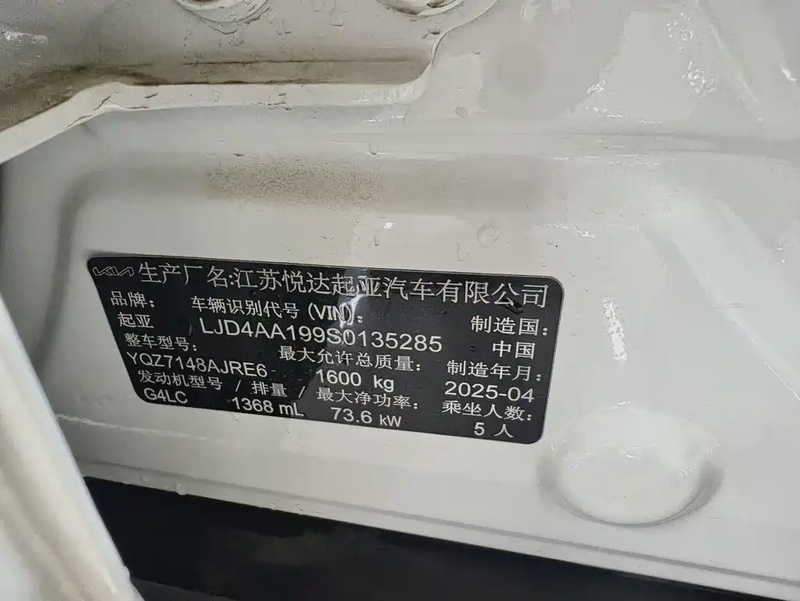 KIA 生产厂名:江苏悦达起亚汽车有限公司
品牌: 车辆识别代号(VIN): 制造国:
起亚 LJD4AA199S0135285 中国
整车型号: 最大允许总质量: 制造年月:
YQZ7148AJRE6 1600 kg 2025-04
发动机型号 / 排量 / 最大净功率: 乘坐人数:
G4LC 1368 mL 73.6 kW 5 人